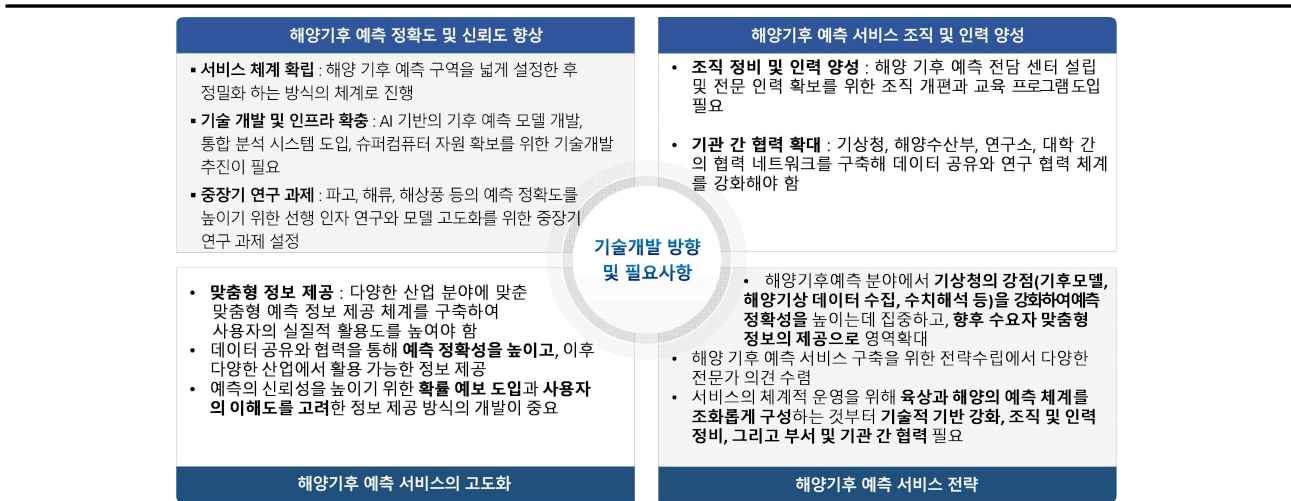 해양기후 예측 정확도 및 신뢰도 향상
▪ 서비스 체계 확립 : 해양 기후 예측 구역을 넓게 설정한 후
정밀화 하는 방식의 체계로 진행
▪ 기술 개발 및 인프라 확충 : AI 기반의 기후 예측 모델 개발,
통합 분석 시스템 도입, 슈퍼컴퓨터 자원 확보를 위한 기술개발
추진이 필요
▪ 중장기 연구 과제 : 파고, 해류, 해상풍 등의 예측 정확도를
높이기 위한 선행 인자 연구와 모델 고도화를 위한 중장기
연구 과제 설정
해양기후 예측 서비스 조직 및 인력 양성
• 조직 정비 및 인력 양성 : 해양 기후 예측 전담 센터 설립
및 전문 인력 확보를 위한 조직 개편과 교육 프로그램도입
필요
• 기관 간 협력 확대 : 기상청, 해양수산부, 연구소, 대학 간
의 협력 네트워크를 구축해 데이터 공유와 연구 협력 체계
를 강화해야 함
기술개발 방향
및 필요사항
• 맞춤형 정보 제공 : 다양한 산업 분야에 맞춘
맞춤형 예측 정보 제공 체계를 구축하여
사용자의 실질적 활용도를 높여야 함
• 데이터 공유와 협력을 통해 예측 정확성을 높이고, 이후
다양한 산업에서 활용 가능한 정보 제공
• 예측의 신뢰성을 높이기 위한 확률 예보 도입과 사용자
의 이해도를 고려한 정보 제공 방식의 개발이 중요
해양기후 예측 서비스의 고도화
• 해양기후예측 분야에서 기상청의 강점(기후모델,
해양기상 데이터 수집, 수치해석 등)을 강화하여예측
정확성을 높이는데 집중하고, 향후 수요자 맞춤형
정보의 제공으로 영역확대
• 해양 기후 예측 서비스 구축을 위한 전략수립에서 다양한
전문가 의견 수렴
• 서비스의 체계적 운영을 위해 육상과 해양의 예측 체계를
조화롭게 구성하는 것부터 기술적 기반 강화, 조직 및 인력
정비, 그리고 부서 및 기관 간 협력 필요
해양기후 예측 서비스 전략